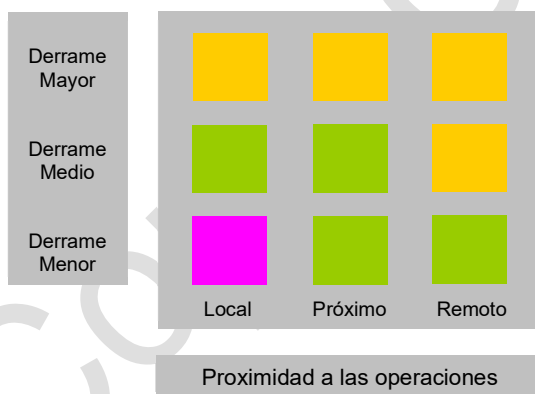 Derrame
Mayor
Derrame
Medio
Derrame
Menor
Local Próximo Remoto
Proximidad a las operaciones